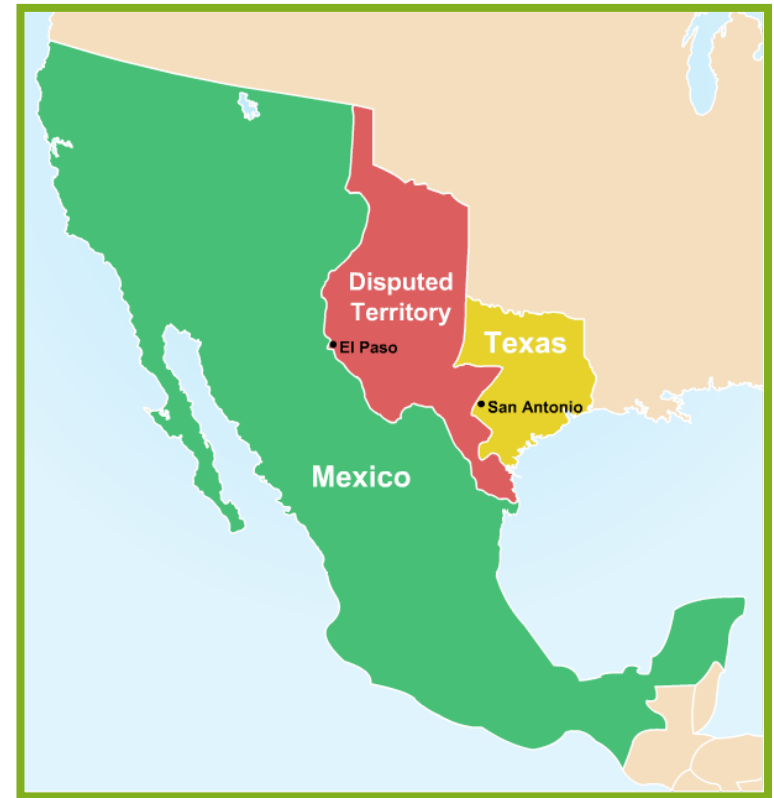 Disputed
Territory
El Paso
Texas
San Antonio
Mexico